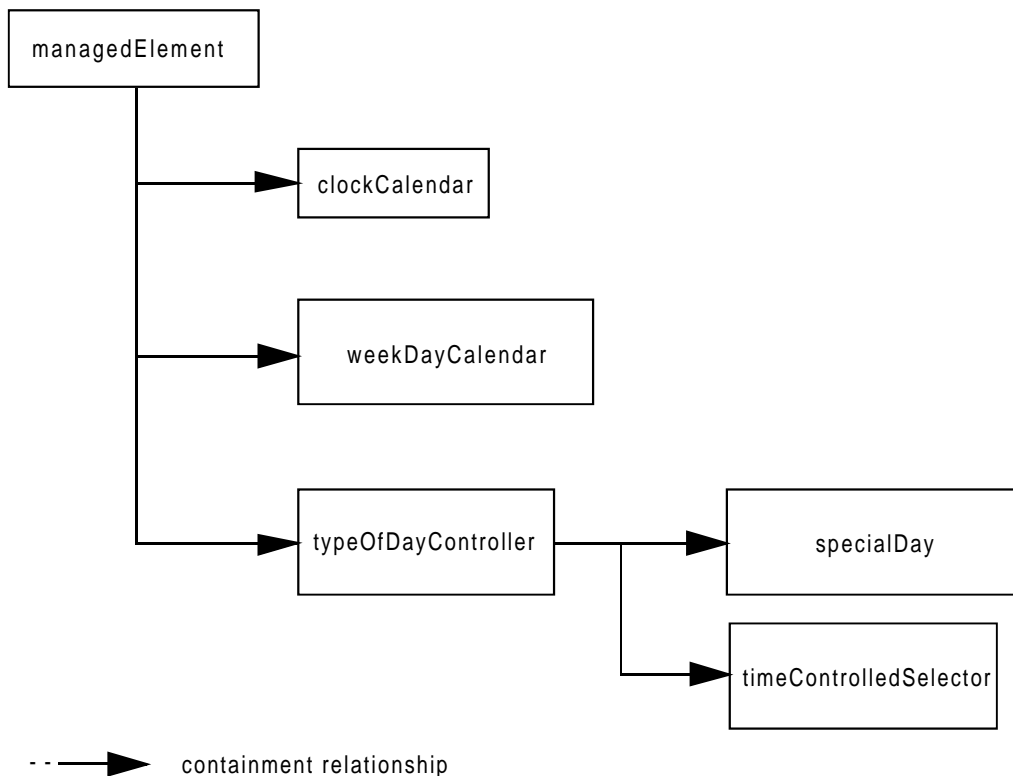 managedElement
clockCalendar
weekDayCalendar
typeOfDayController
specialDay
timeControlledSelector
containment relationship